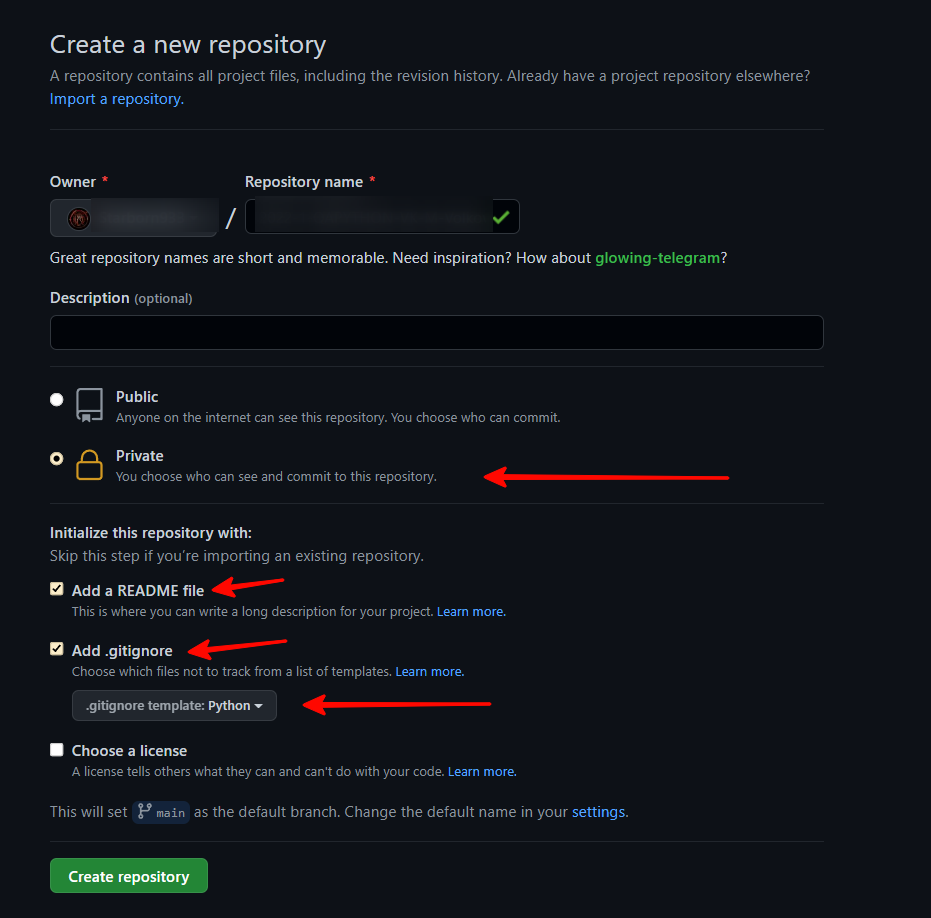 Create a new repository
A repository contains all project files, including the revision history. Already have a project repository elsewhere?
Import a repository.
Owner * Repository name *
/
Great repository names are short and memorable. Need inspiration? How about glowing-telegram?
Description (optional)
Public
Anyone on the internet can see this repository. You choose who can commit.
Private
You choose who can see and commit to this repository.
Initialize this repository with:
Skip this step if you’re importing an existing repository.
Add a README file
This is where you can write a long description for your project. Learn more.
Add .gitignore
Choose which files not to track from a list of templates. Learn more.
.gitignore template: Python
Choose a license
A license tells others what they can and can't do with your code. Learn more.
This will set main as the default branch. Change the default name in your settings.
Create repository